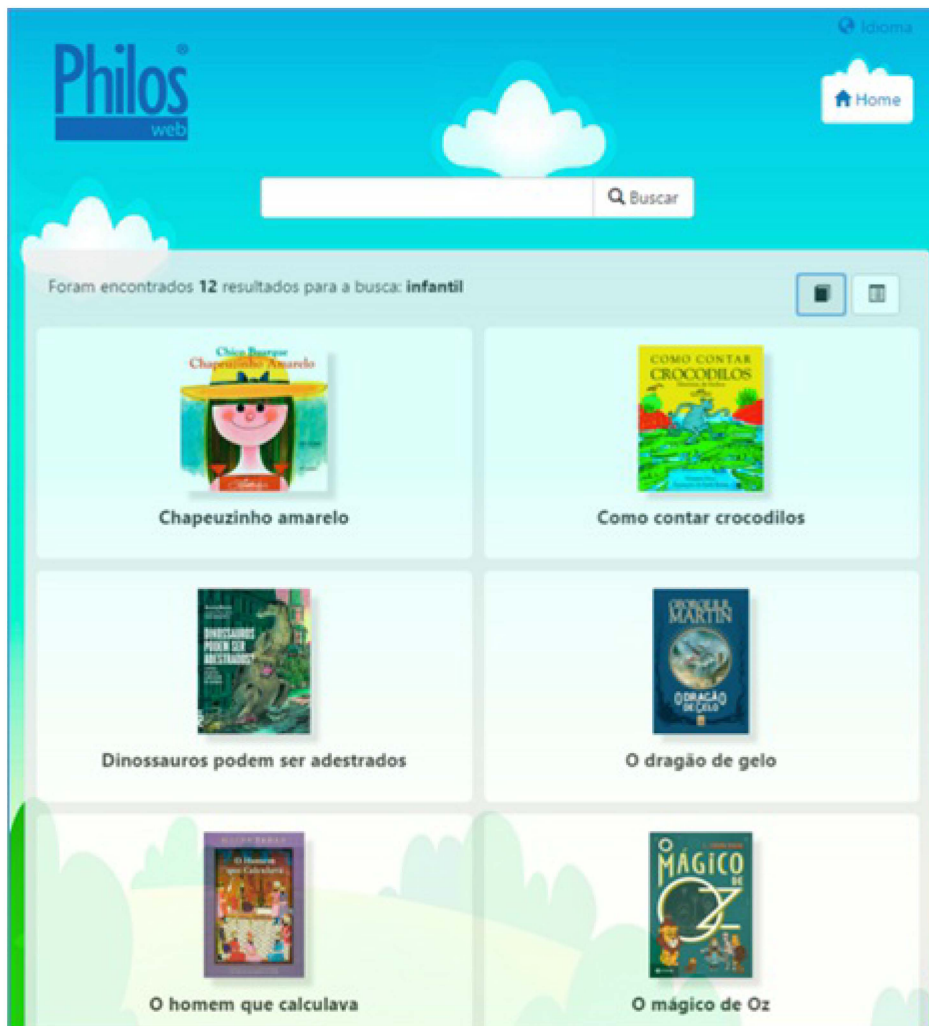 Idioma
Philos®
web
Home
Buscar
Foram encontrados 12 resultados para a busca: infantil
Chico Buarque
Chapeuzinho Amarelo
Chapeuzinho amarelo
COMO CONTAR
CROCODILOS
Como contar crocodilos
DINOSSAUROS
PODEM SER
ADESTRADOS?
Dinossauros podem ser adestrados
GEORGE R. R.
MARTIN
O DRAGÃO
DE GELO
O dragão de gelo
MALBA TAHAN
O Homem
que Calculava
O homem que calculava
O
MÁGICO
DE
OZ
O mágico de Oz